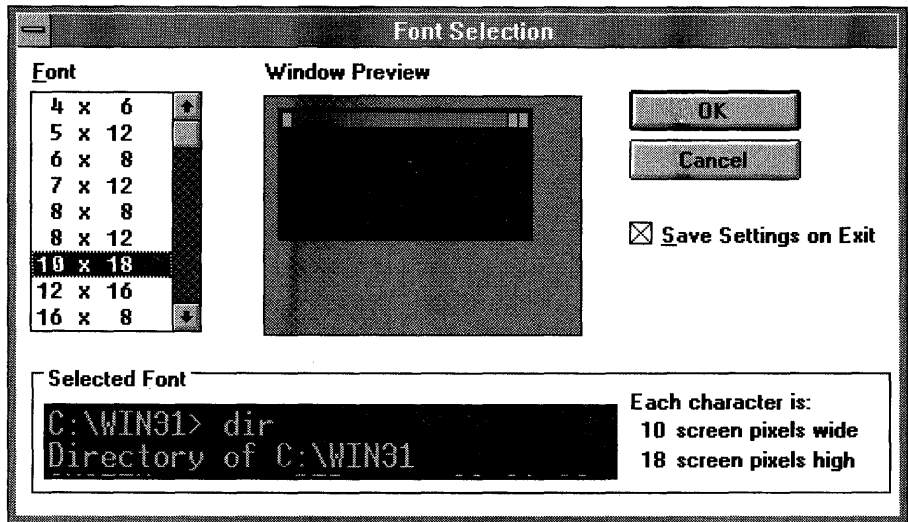 Font Selection
Font
Window Preview
4 x 6
5 x 12
6 x 8
7 x 12
8 x 8
8 x 12
10 x 18
12 x 16
16 x 8
OK
Cancel
Save Settings on Exit
Selected Font
C:\WIN31> dir
Directory of C:\WIN31
Each character is:
10 screen pixels wide
18 screen pixels high